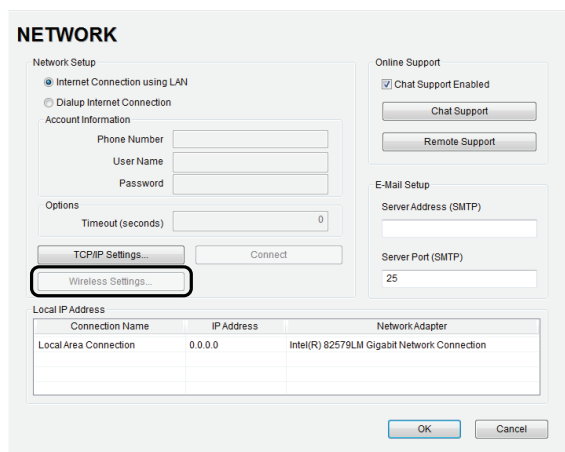 NETWORK
Network Setup
Internet Connection using LAN
Dialup Internet Connection
Account Information
Phone Number
User Name
Password
Options
Timeout (seconds)
0
TCP/IP Settings...
Connect
Wireless Settings...
Online Support
Chat Support Enabled
Chat Support
Remote Support
E-Mail Setup
Server Address (SMTP)
Server Port (SMTP)
25
Local IP Address
Connection Name IP Address Network Adapter
Local Area Connection 0.0.0.0 Intel(R) 82579LM Gigabit Network Connection
OK Cancel